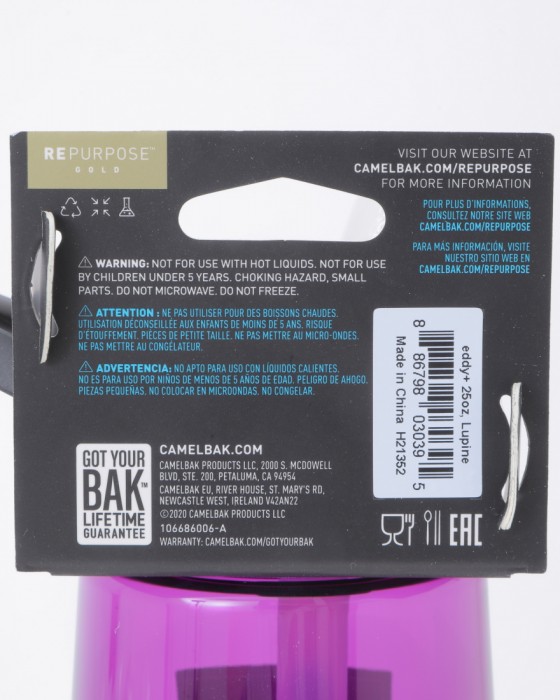 REPURPOSE™
GOLD
VISIT OUR WEBSITE AT
CAMELBAK.COM/REPURPOSE
FOR MORE INFORMATION
POUR PLUS D'INFORMATIONS,
CONSULTEZ NOTRE SITE WEB
CAMELBAK.COM/REPURPOSE
PARA MÁS INFORMACIÓN, VISITE
NUESTRO SITIO WEB EN
CAMELBAK.COM/REPURPOSE
WARNING: NOT FOR USE WITH HOT LIQUIDS. NOT FOR USE
BY CHILDREN UNDER 5 YEARS. CHOKING HAZARD, SMALL
PARTS. DO NOT MICROWAVE. DO NOT FREEZE.
ATTENTION : NE PAS UTILISER POUR DES BOISSONS CHAUDES.
UTILISATION DÉCONSEILLÉE AUX ENFANTS DE MOINS DE 5 ANS. RISQUE
D'ÉTOUFFEMENT, PIÈCES DE PETITE TAILLE. NE PAS METTRE AU MICRO-ONDES.
NE PAS METTRE AU CONGÉLATEUR.
ADVERTENCIA: NO APTO PARA USO CON LÍQUIDOS CALIENTES.
NO ES PARA USO POR NIÑOS DE MENOS DE 5 AÑOS DE EDAD. PELIGRO DE AHOGO.
PIEZAS PEQUEÑAS. NO COLOCAR EN MICROONDAS. NO CONGELAR.
eddy+ 25oz, Lupine
8 86798 03039 5
Made in China H21352
GOT YOUR
BAK™
LIFETIME
GUARANTEE
CAMELBAK.COM
CAMELBAK PRODUCTS LLC, 2000 S. MCDOWELL
BLVD, STE. 200, PETALUMA, CA 94954
CAMELBAK EU, RIVER HOUSE, ST. MARY'S RD,
NEWCASTLE WEST, IRELAND V42AN22
©2020 CAMELBAK PRODUCTS LLC
106686006-A
WARRANTY: CAMELBAK.COM/GOTYOURBAK
EAC